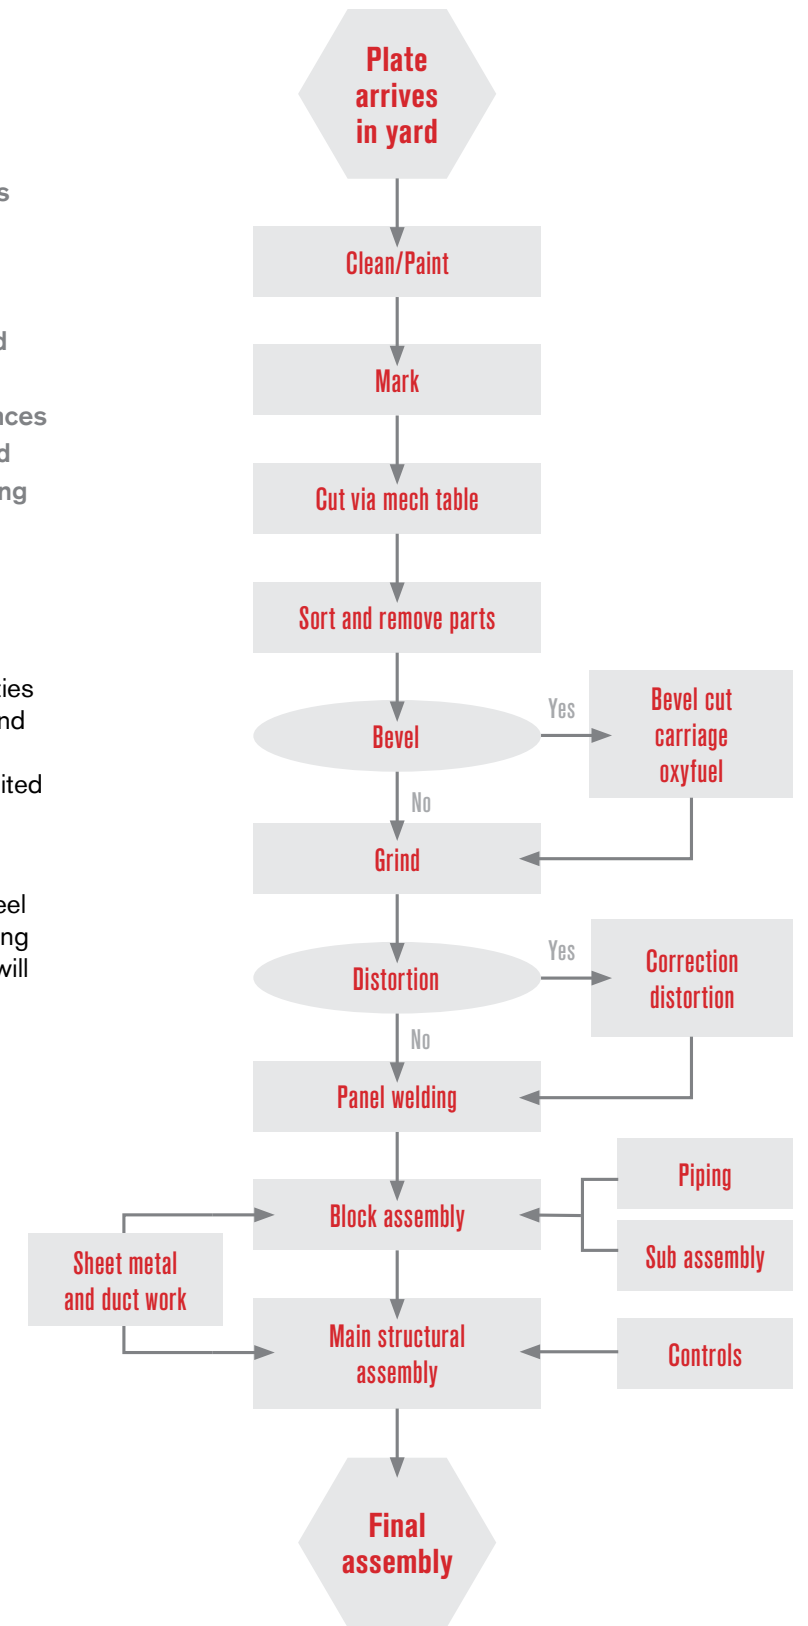 Plate
arrives
in yard
Clean/Paint
Mark
Cut via mech table
Sort and remove parts
Bevel
Yes
Bevel cut
carriage
oxyfuel
No
Grind
Distortion
Yes
Correction
distortion
No
Panel welding
Piping
Block assembly
Sub assembly
Sheet metal
and duct work
Main structural
assembly
Controls
Final
assembly